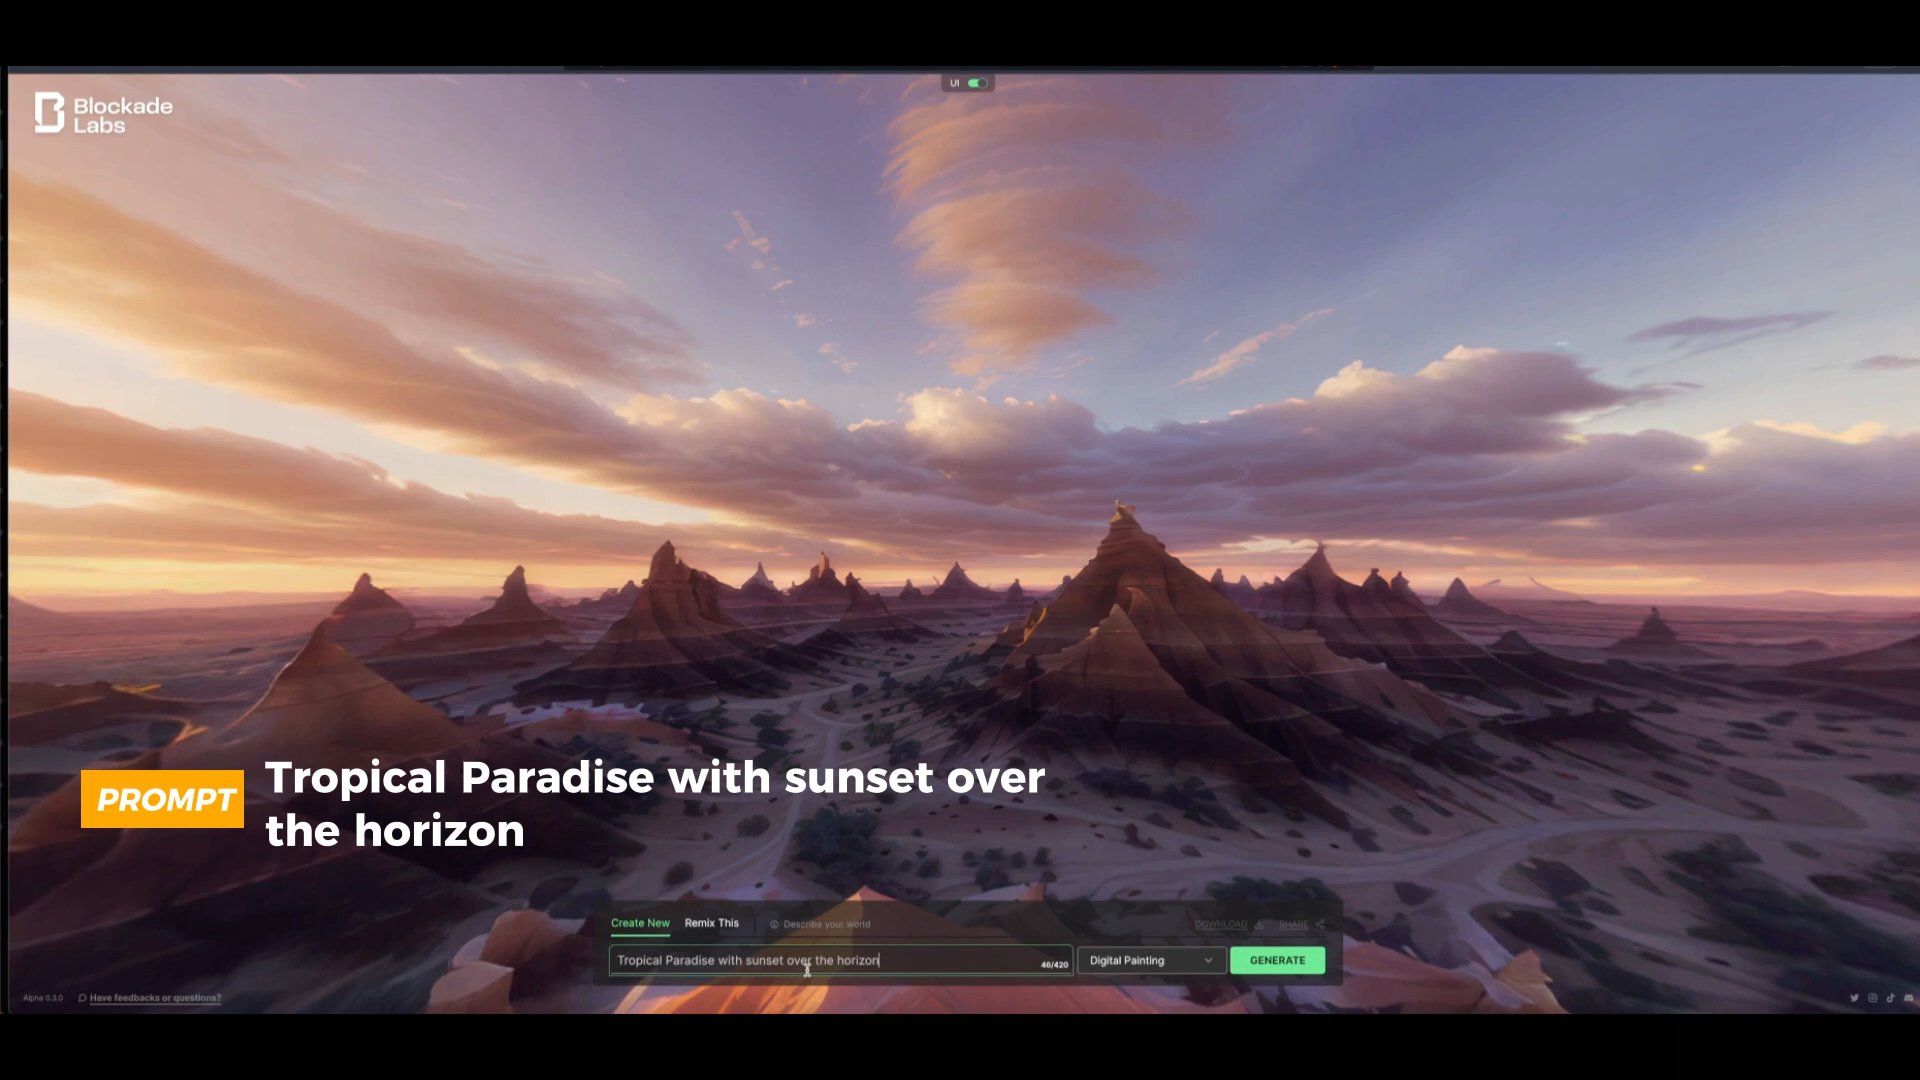 UI
Blockade
Labs
PROMPT
Tropical Paradise with sunset over
the horizon
Create New
Remix This
Describe your world
DOWNLOAD
SHARE
Tropical Paradise with sunset over the horizon
46/420
Digital Painting
GENERATE
Alpha 0.3.0
Have feedbacks or questions?